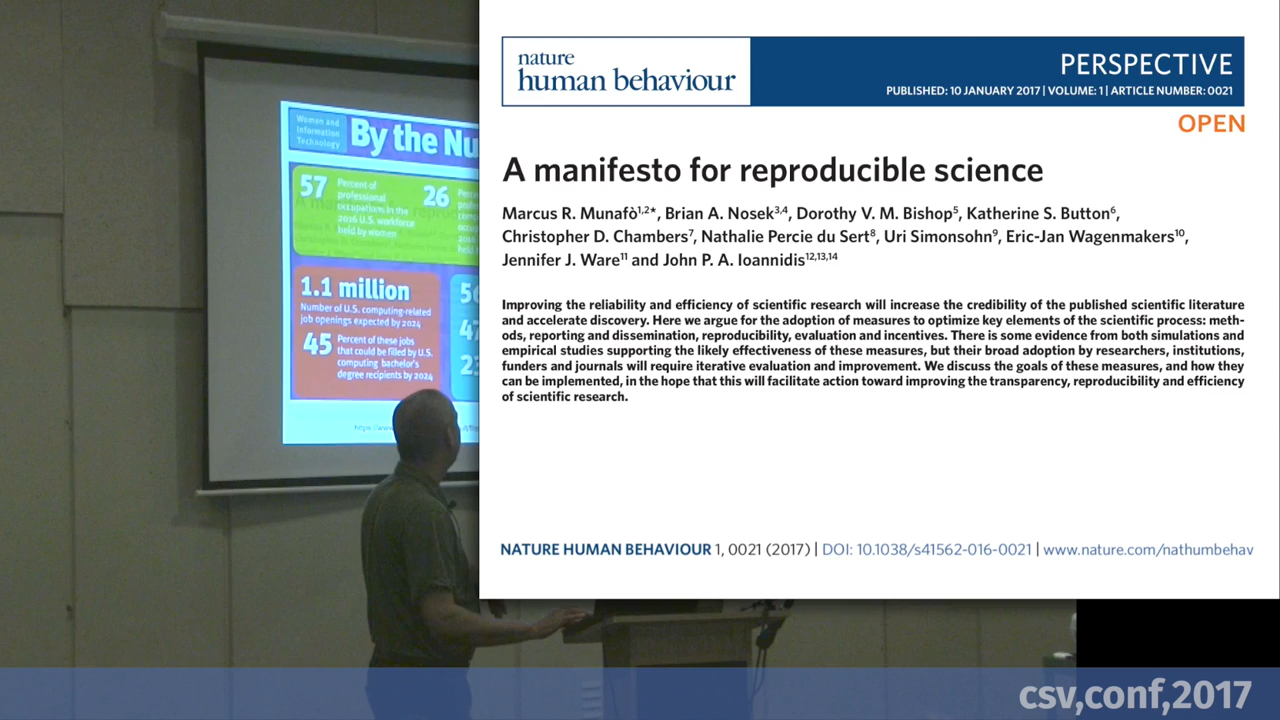 Women and
Information
Technology
By the Nu
57
Percent of
professional
occupations in the
2016 U.S. workforce
held by women
26
1.1 million
Number of U.S. computing-related
job openings expected by 2024
45
Percent of these jobs
that could be filled by U.S.
computing bachelor's
degree recipients by 2024
https://www
nature
human behaviour
PERSPECTIVE
PUBLISHED: 10 JANUARY 2017 | VOLUME: 1 | ARTICLE NUMBER: 0021
OPEN
A manifesto for reproducible science
Marcus R. Munafò1,2*, Brian A. Nosek3,4, Dorothy V. M. Bishop5, Katherine S. Button6,
Christopher D. Chambers7, Nathalie Percie du Sert8, Uri Simonsohn9, Eric-Jan Wagenmakers10,
Jennifer J. Ware11 and John P. A. Ioannidis12,13,14
Improving the reliability and efficiency of scientific research will increase the credibility of the published scientific literature
and accelerate discovery. Here we argue for the adoption of measures to optimize key elements of the scientific process: meth-
ods, reporting and dissemination, reproducibility, evaluation and incentives. There is some evidence from both simulations and
empirical studies supporting the likely effectiveness of these measures, but their broad adoption by researchers, institutions,
funders and journals will require iterative evaluation and improvement. We discuss the goals of these measures, and how they
can be implemented, in the hope that this will facilitate action toward improving the transparency, reproducibility and efficiency
of scientific research.
NATURE HUMAN BEHAVIOUR 1, 0021 (2017) | DOI: 10.1038/s41562-016-0021 | www.nature.com/nathumbehav
csv,conf,2017